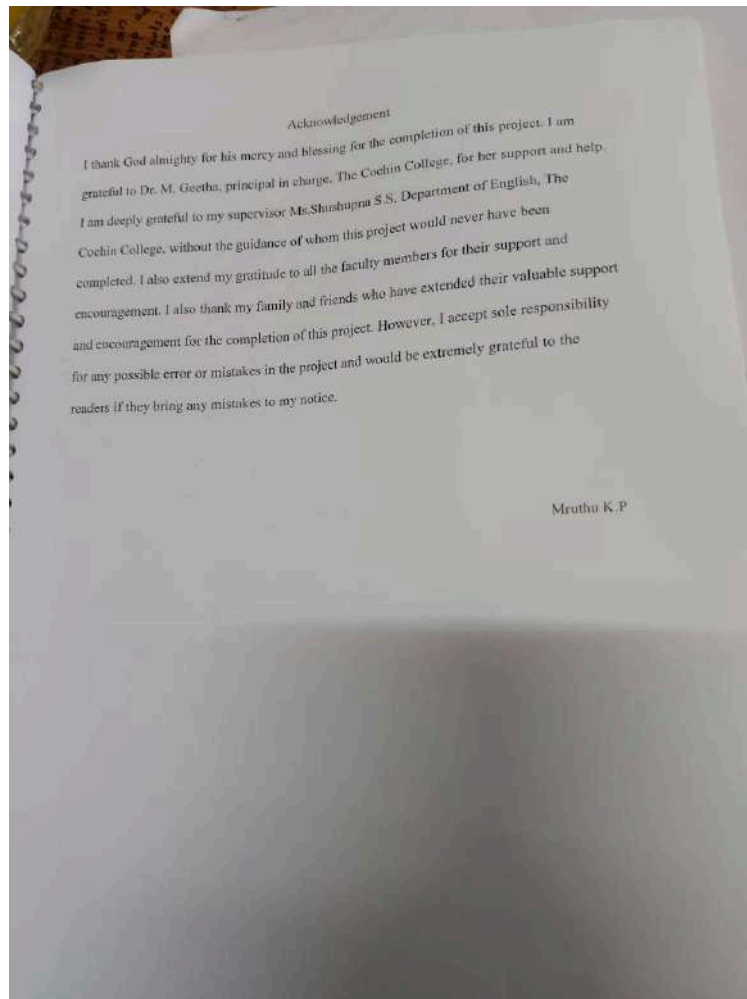 Acknowledgement
I thank God almighty for his mercy and blessing for the completion of this project. I am
grateful to Dr. M. Geetha, principal in charge, The Cochin College, for her support and help.
I am deeply grateful to my supervisor Ms.Shushupna S.S. Department of English, The
Cochin College, without the guidance of whom this project would never have been
completed. I also extend my gratitude to all the faculty members for their support and
encouragement. I also thank my family and friends who have extended their valuable support
and encouragement for the completion of this project. However, I accept sole responsibility
for any possible error or mistakes in the project and would be extremely grateful to the
readers if they bring any mistakes to my notice.
Mruthu K.P